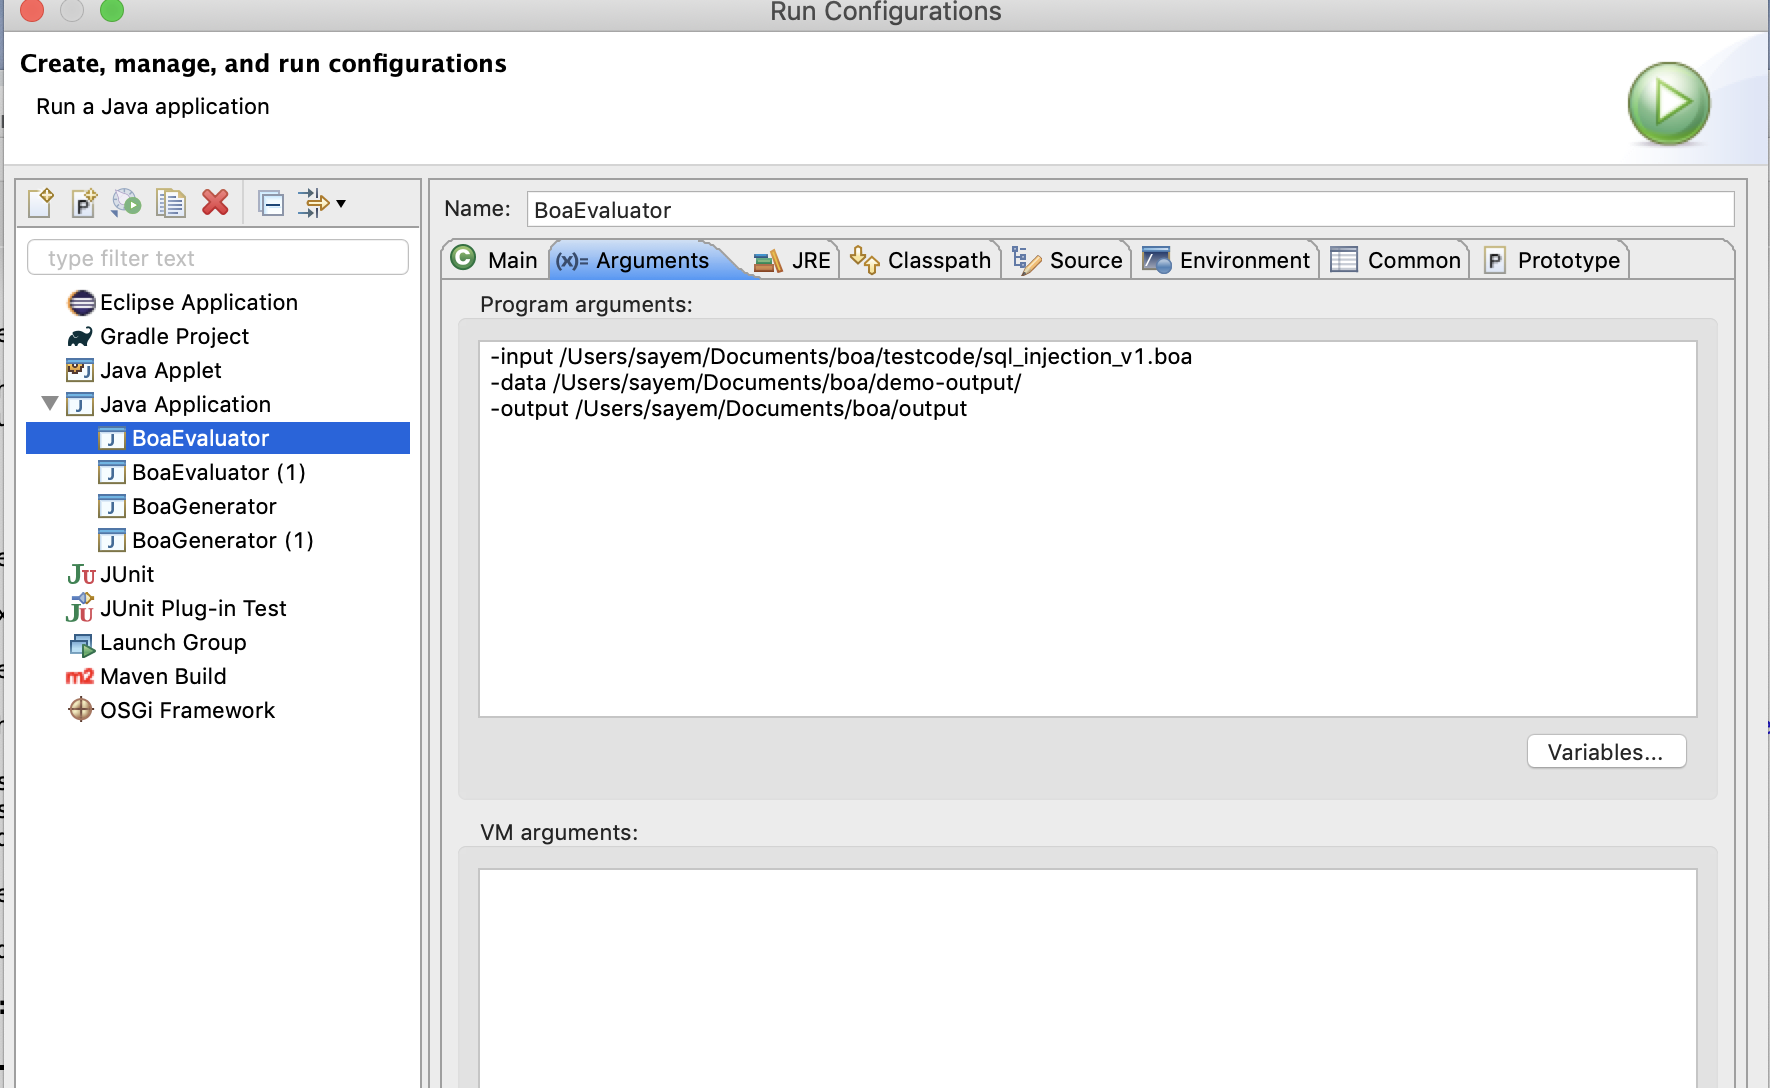 Run Configurations
Create, manage, and run configurations
Run a Java application
type filter text
Eclipse Application
Gradle Project
Java Applet
Java Application
BoaEvaluator
BoaEvaluator (1)
BoaGenerator
BoaGenerator (1)
JUnit
JUnit Plug-in Test
Launch Group
Maven Build
OSGi Framework
Name: BoaEvaluator
Main (x)= Arguments JRE Classpath Source Environment Common Prototype
Program arguments:
-input /Users/sayem/Documents/boa/testcode/sql_injection_v1.boa
-data /Users/sayem/Documents/boa/demo-output/
-output /Users/sayem/Documents/boa/output
Variables...
VM arguments: